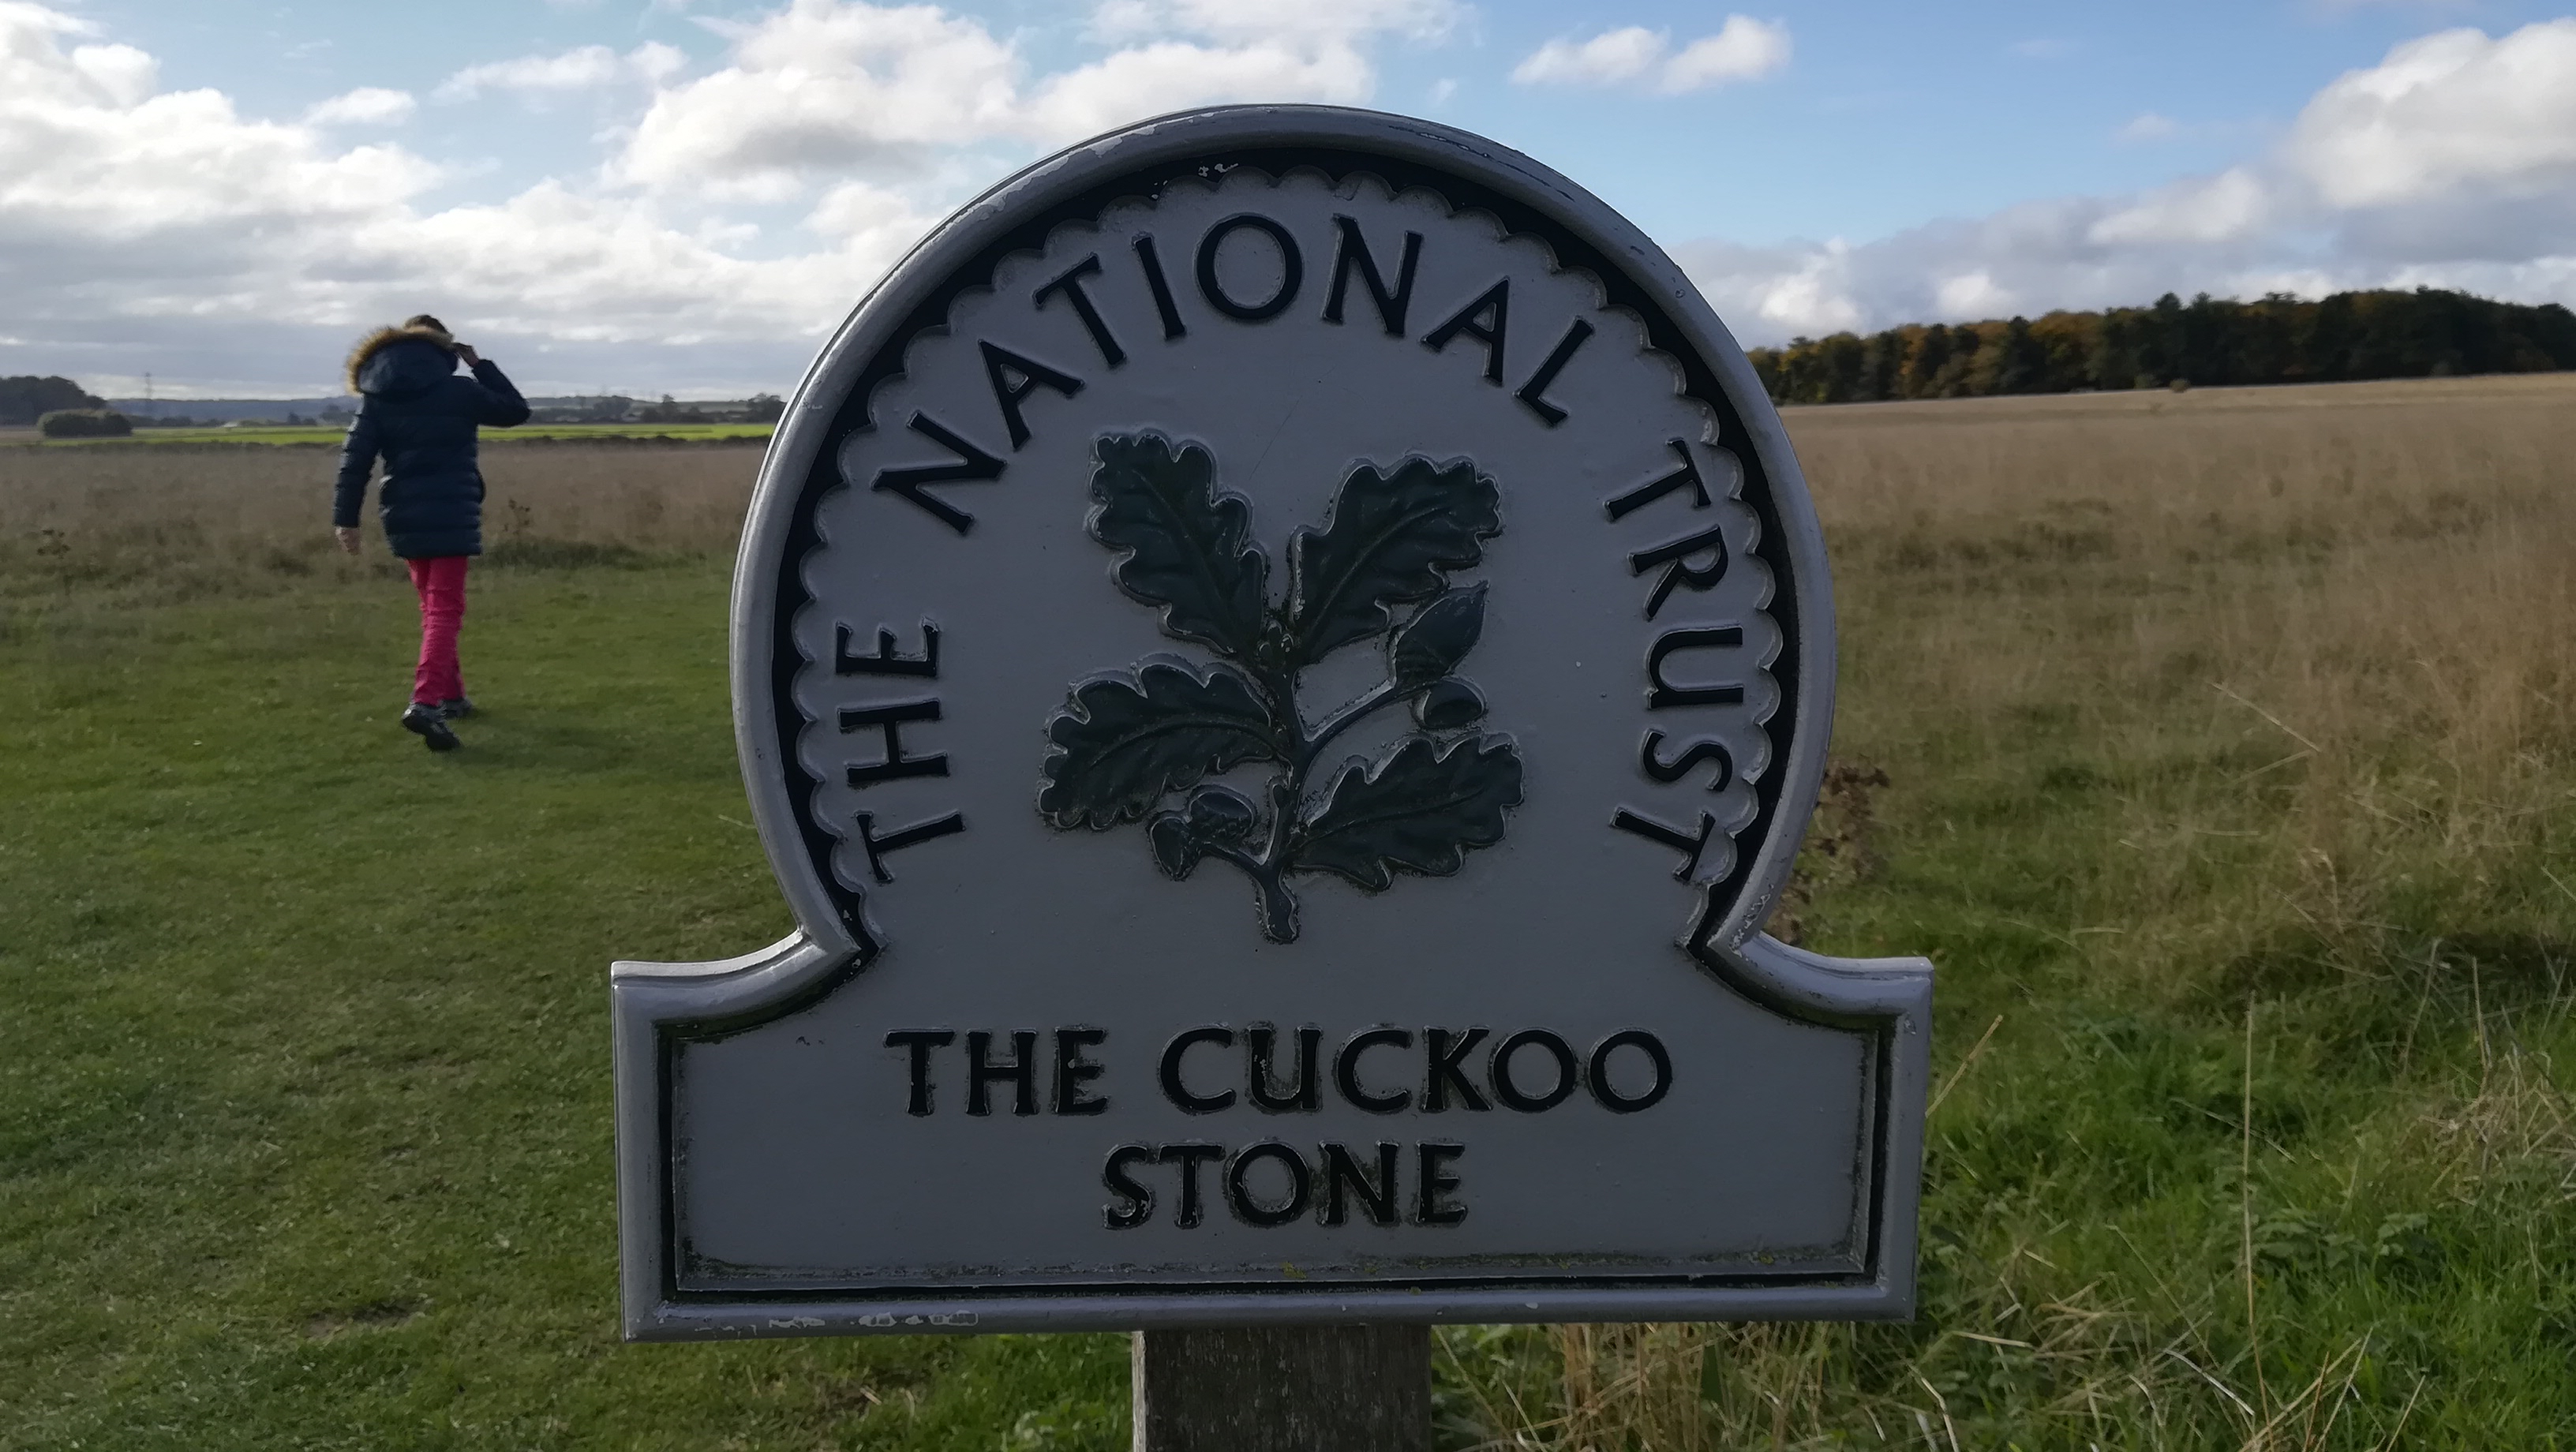 THE NATIONAL TRUST
THE CUCKOO
STONE